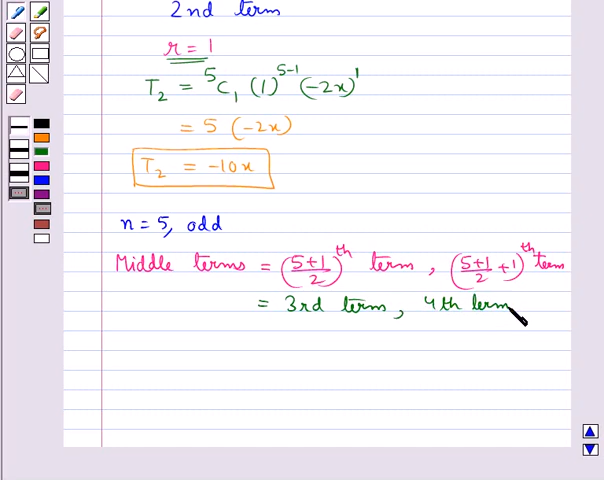 2nd term
r = 1
T₂ = ⁵C₁ (1)⁵⁻¹ (-2x)¹
= 5 (-2x)
T₂ = -10x
n = 5, odd
Middle terms = (5+1/2)ᵗʰ term, (5+1/2 + 1)ᵗʰ term
= 3rd term, 4th term